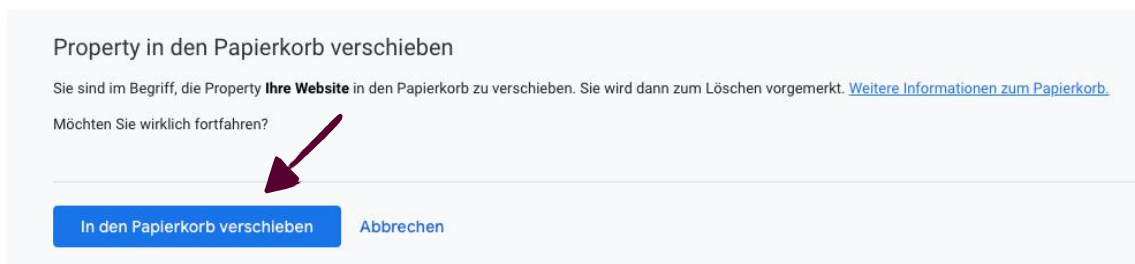 Property in den Papierkorb verschieben
Sie sind im Begriff, die Property Ihre Website in den Papierkorb zu verschieben. Sie wird dann zum Löschen vorgemerkt. Weitere Informationen zum Papierkorb.
Möchten Sie wirklich fortfahren?
In den Papierkorb verschieben Abbrechen